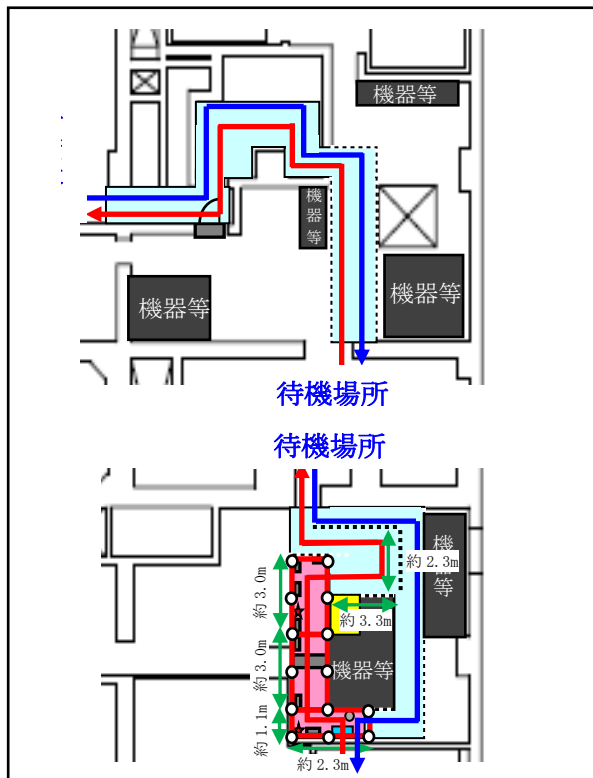 機器等
機器等
機器等
機器等
待機場所
待機場所
機器等
約 2.3m
約 3.0m
約 3.3m
機器等
約 3.0m
約 1.1m
約 2.3m